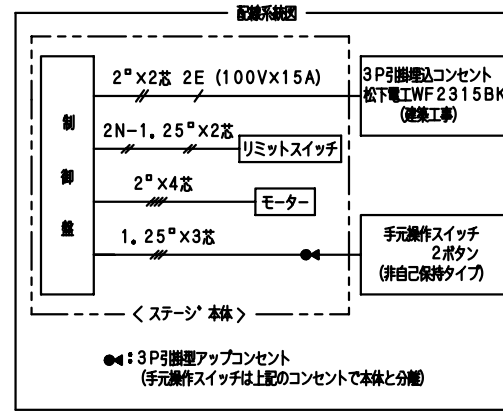 配線系統図
2□×2芯 2E (100V×15A)
3P引掛埋込コンセント
松下電工WF2315BK
(建築工事)
制御盤
2N-1.25□×2芯
リミットスイッチ
2□×4芯
モーター
1.25□×3芯
手元操作スイッチ
2ボタン
(非自己保持タイプ)
〈ステージ本体〉
:3P引掛型アップコンセント
(手元操作スイッチは上記のコンセントで本体と分離)